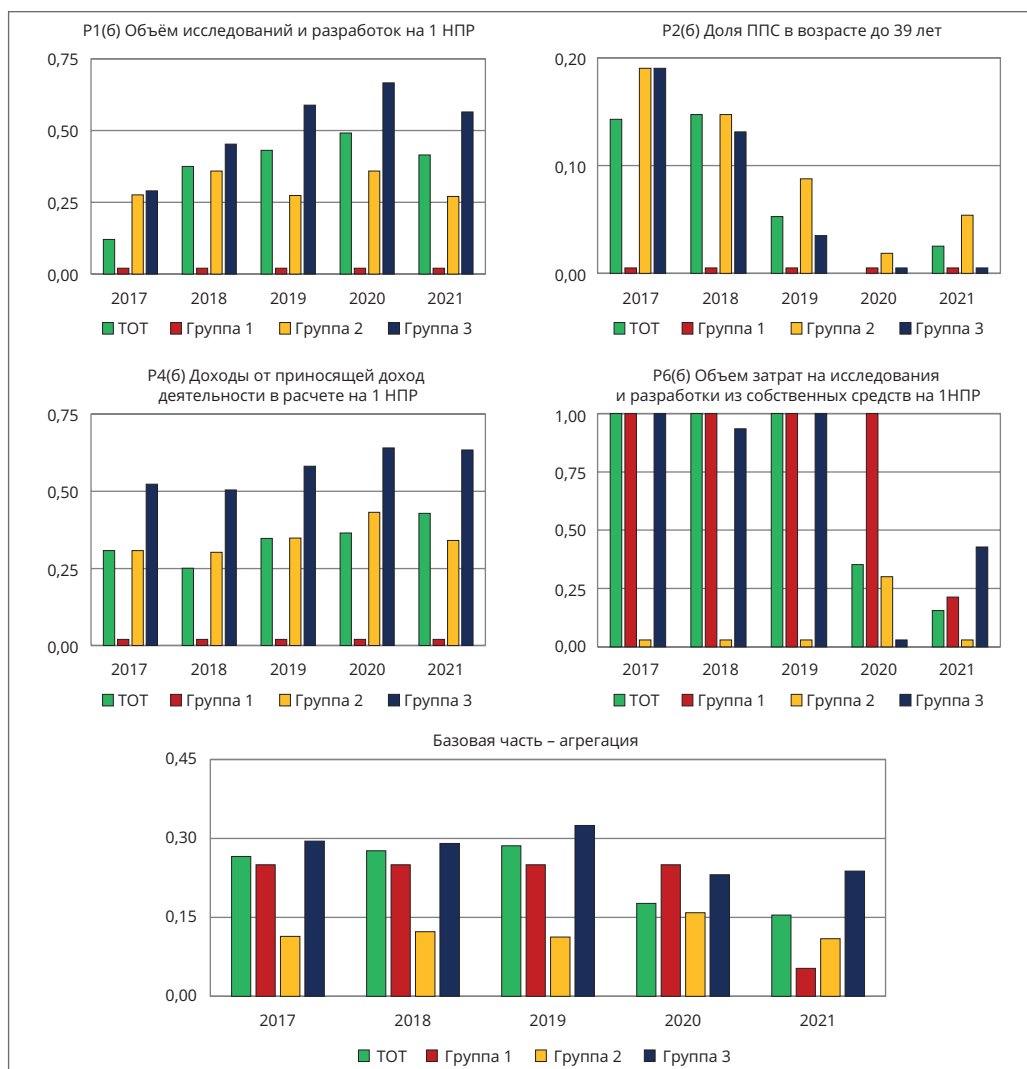 P1(б) Объём исследований и разработок на 1 НПР
0,75
0,50
0,25
0,00
2017 2018 2019 2020 2021
ТОТ Группа 1 Группа 2 Группа 3
P2(б) Доля ППС в возрасте до 39 лет
0,20
0,10
0,00
2017 2018 2019 2020 2021
ТОТ Группа 1 Группа 2 Группа 3
P4(б) Доходы от приносящей доход
деятельности в расчете на 1 НПР
0,75
0,50
0,25
0,00
2017 2018 2019 2020 2021
ТОТ Группа 1 Группа 2 Группа 3
P6(б) Объем затрат на исследования
и разработки из собственных средств на 1НПР
1,00
0,75
0,50
0,25
0,00
2017 2018 2019 2020 2021
ТОТ Группа 1 Группа 2 Группа 3
Базовая часть – агрегация
0,45
0,30
0,15
0,00
2017 2018 2019 2020 2021
ТОТ Группа 1 Группа 2 Группа 3